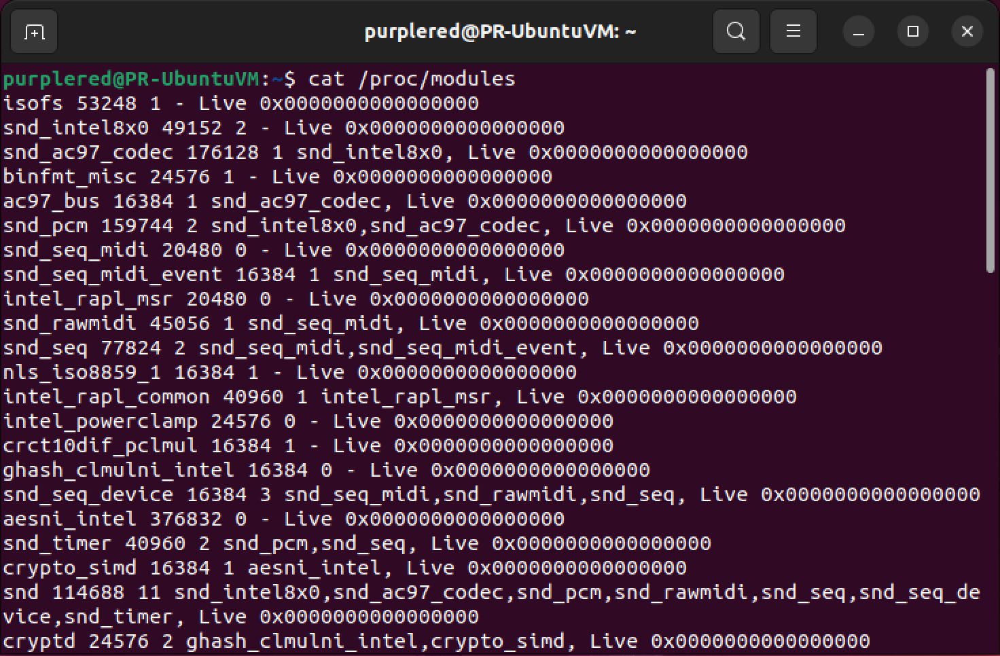 purplered@PR-UbuntuVM: ~
purplered@PR-UbuntuVM:~$ cat /proc/modules
isofs 53248 1 - Live 0x0000000000000000
snd_intel8x0 49152 2 - Live 0x0000000000000000
snd_ac97_codec 176128 1 snd_intel8x0, Live 0x0000000000000000
binfmt_misc 24576 1 - Live 0x0000000000000000
ac97_bus 16384 1 snd_ac97_codec, Live 0x0000000000000000
snd_pcm 159744 2 snd_intel8x0,snd_ac97_codec, Live 0x0000000000000000
snd_seq_midi 20480 0 - Live 0x0000000000000000
snd_seq_midi_event 16384 1 snd_seq_midi, Live 0x0000000000000000
intel_rapl_msr 20480 0 - Live 0x0000000000000000
snd_rawmidi 45056 1 snd_seq_midi, Live 0x0000000000000000
snd_seq 77824 2 snd_seq_midi,snd_seq_midi_event, Live 0x0000000000000000
nls_iso8859_1 16384 1 - Live 0x0000000000000000
intel_rapl_common 40960 1 intel_rapl_msr, Live 0x0000000000000000
intel_powerclamp 24576 0 - Live 0x0000000000000000
crct10dif_pclmul 16384 1 - Live 0x0000000000000000
ghash_clmulni_intel 16384 0 - Live 0x0000000000000000
snd_seq_device 16384 3 snd_seq_midi,snd_rawmidi,snd_seq, Live 0x0000000000000000
aesni_intel 376832 0 - Live 0x0000000000000000
snd_timer 40960 2 snd_pcm,snd_seq, Live 0x0000000000000000
crypto_simd 16384 1 aesni_intel, Live 0x0000000000000000
snd 114688 11 snd_intel8x0,snd_ac97_codec,snd_pcm,snd_rawmidi,snd_seq,snd_seq_de
vice,snd_timer, Live 0x0000000000000000
cryptd 24576 2 ghash_clmulni_intel,crypto_simd, Live 0x0000000000000000